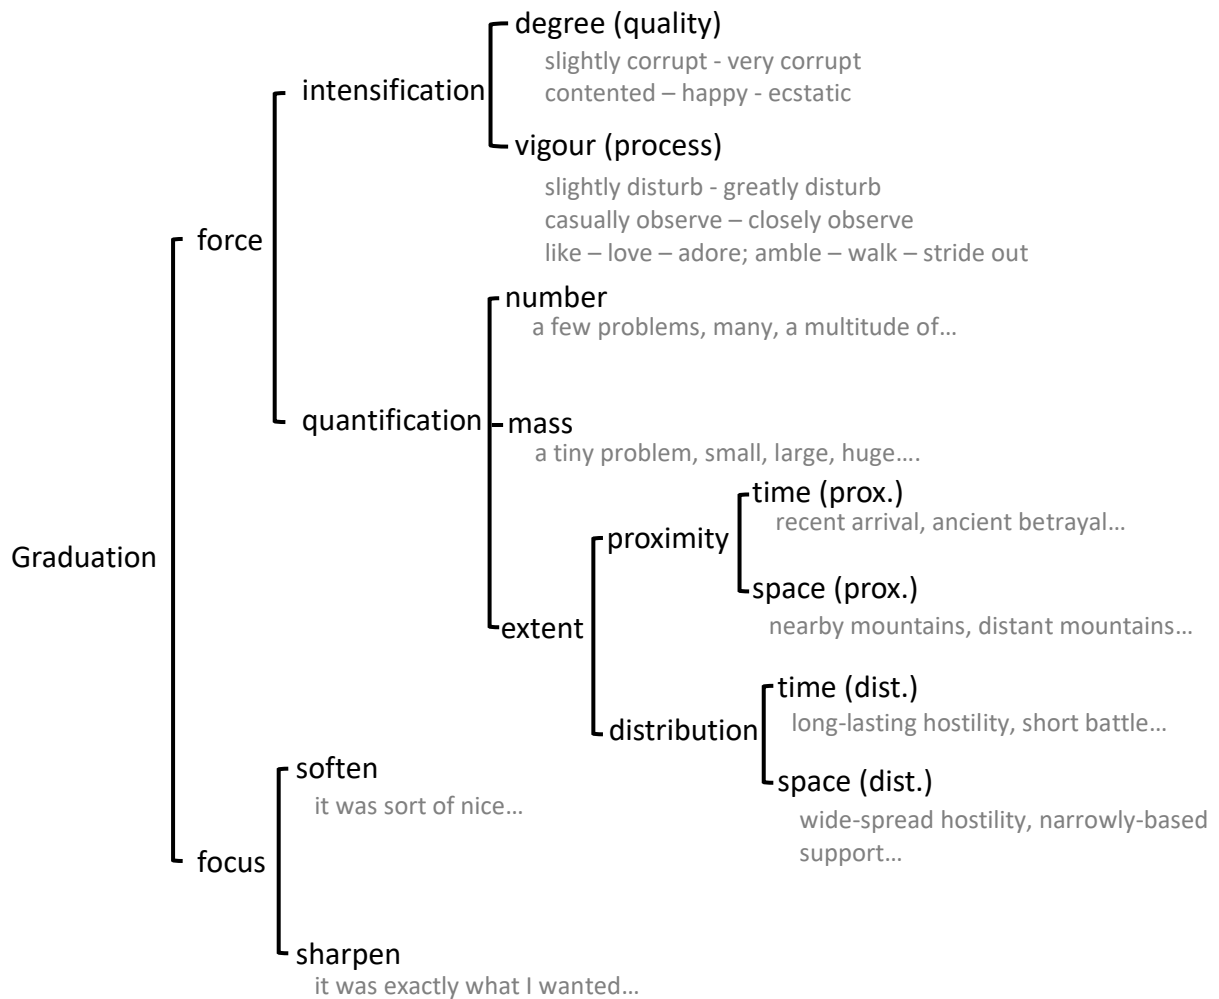 degree (quality)
slightly corrupt - very corrupt
contented – happy - ecstatic
intensification
vigour (process)
slightly disturb - greatly disturb
casually observe – closely observe
like – love – adore; amble – walk – stride out
force
number
a few problems, many, a multitude of…
quantification
mass
a tiny problem, small, large, huge….
time (prox.)
recent arrival, ancient betrayal…
proximity
Graduation
space (prox.)
nearby mountains, distant mountains…
extent
time (dist.)
long-lasting hostility, short battle…
distribution
space (dist.)
wide-spread hostility, narrowly-based
support…
soften
it was sort of nice…
focus
sharpen
it was exactly what I wanted…